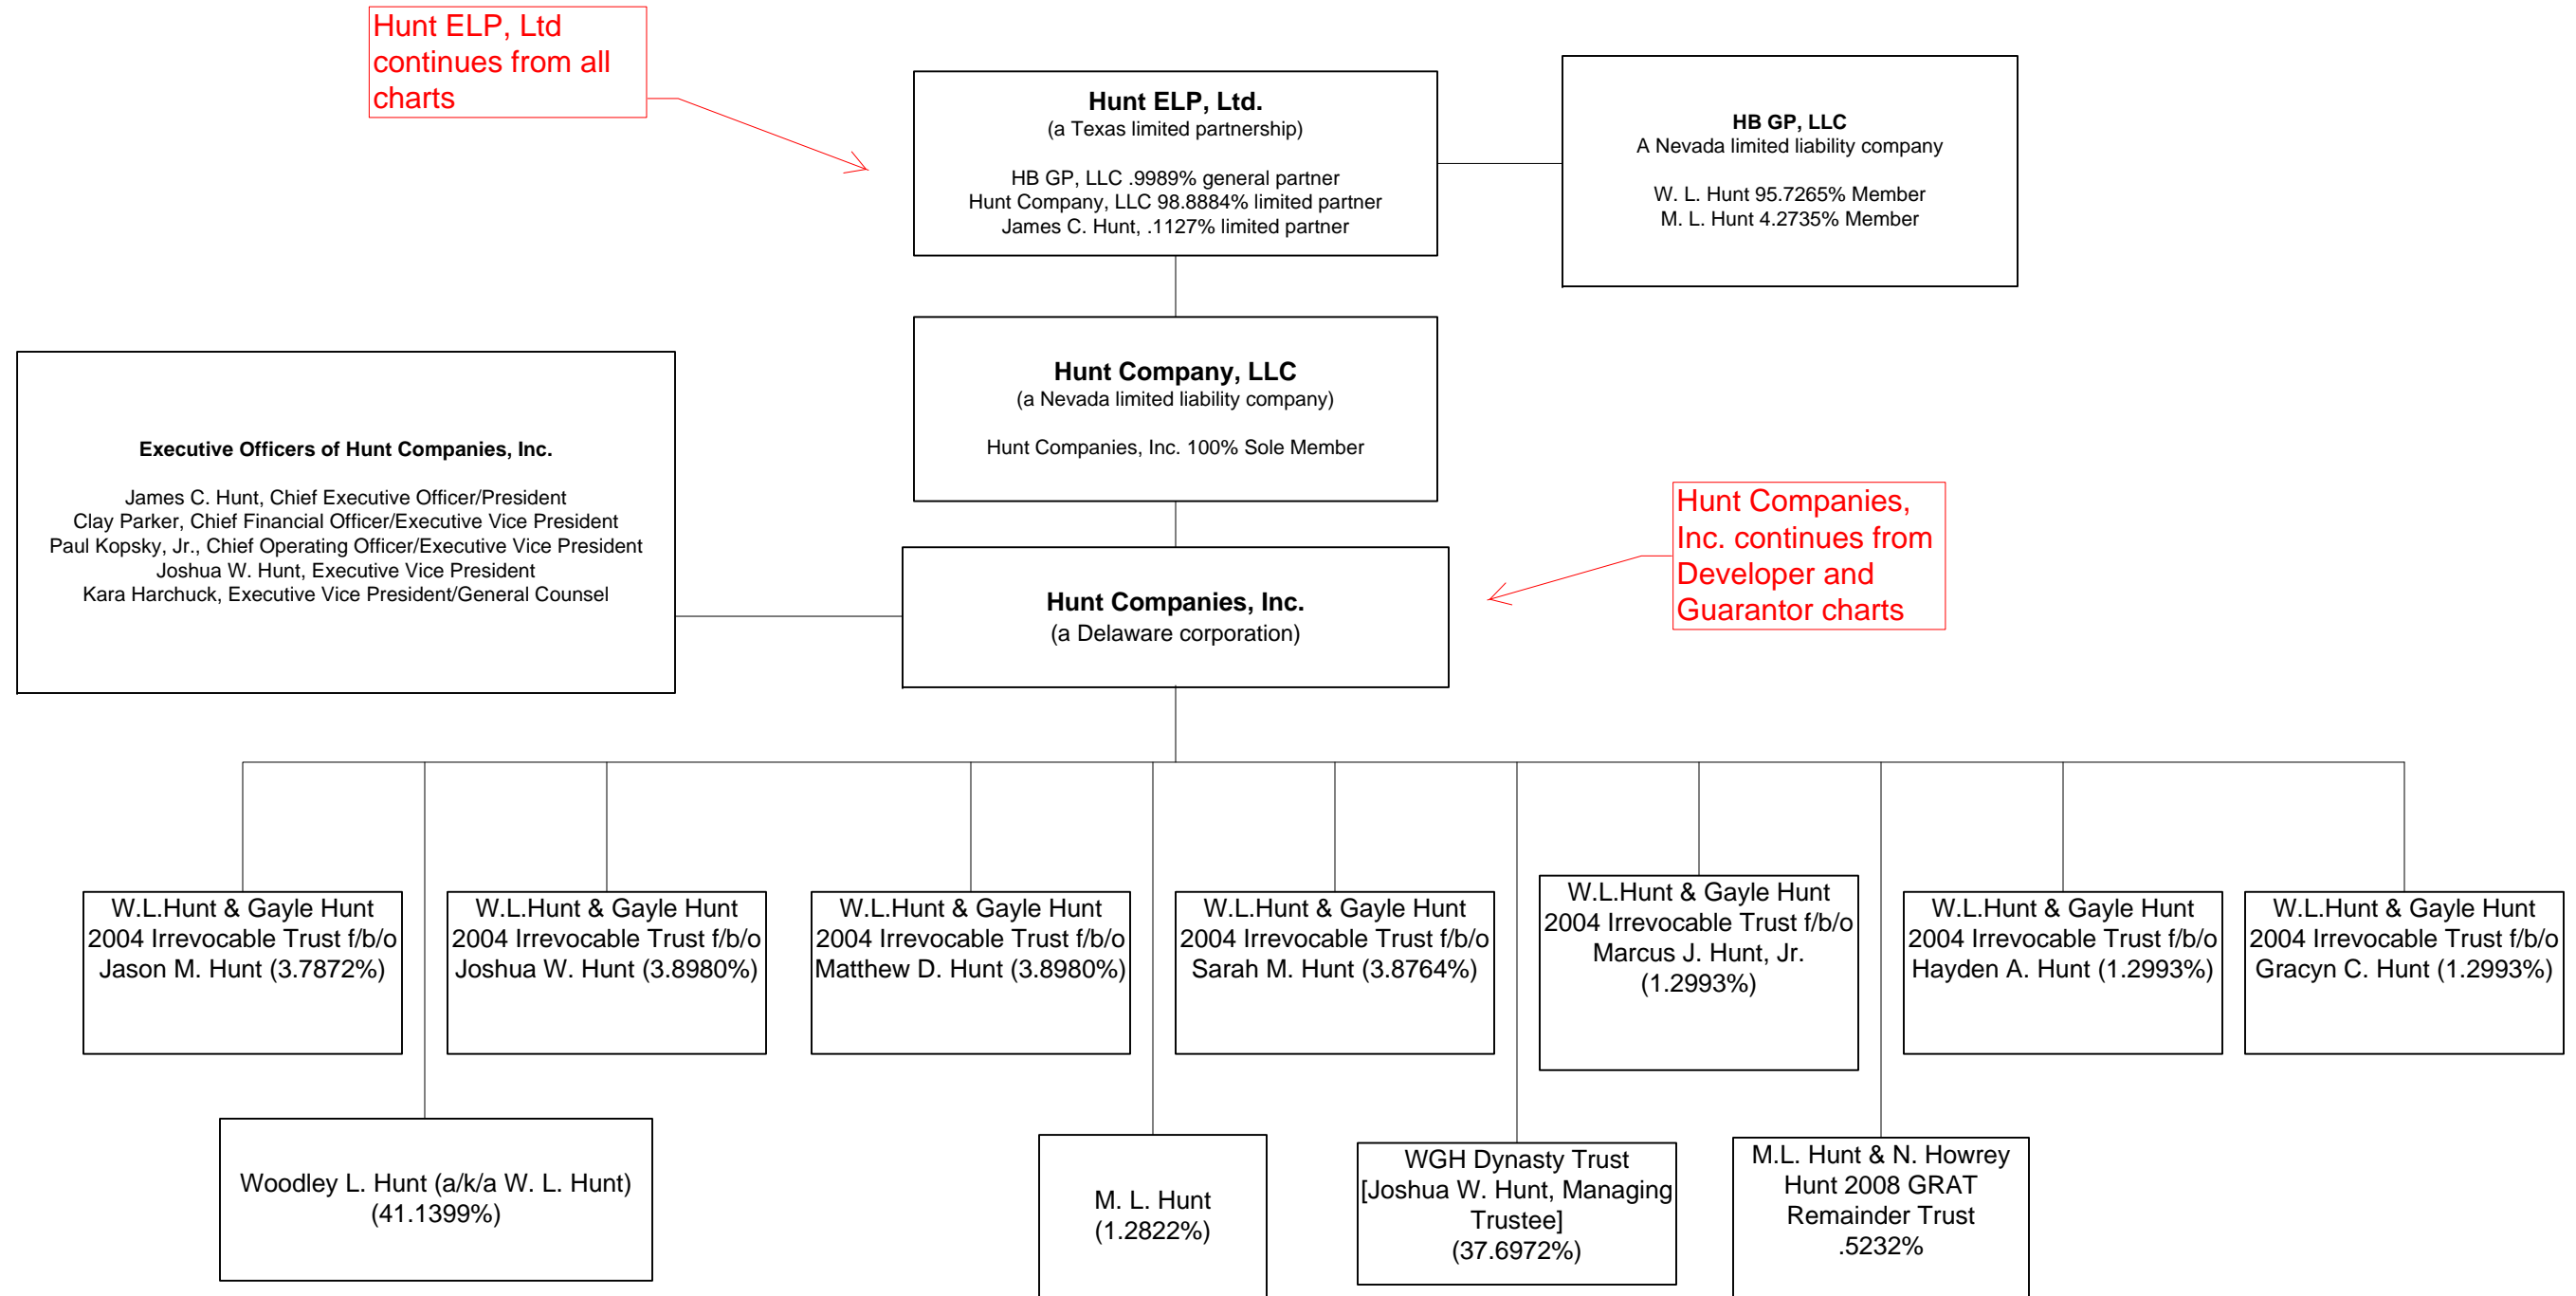 Hunt ELP, Ltd
continues from all
charts
Hunt ELP, Ltd.
(a Texas limited partnership)
HB GP, LLC .9989% general partner
Hunt Company, LLC 98.8884% limited partner
James C. Hunt, .1127% limited partner
HB GP, LLC
A Nevada limited liability company
W. L. Hunt 95.7265% Member
M. L. Hunt 4.2735% Member
Hunt Company, LLC
(a Nevada limited liability company)
Hunt Companies, Inc. 100% Sole Member
Executive Officers of Hunt Companies, Inc.
James C. Hunt, Chief Executive Officer/President
Clay Parker, Chief Financial Officer/Executive Vice President
Paul Kopsky, Jr., Chief Operating Officer/Executive Vice President
Joshua W. Hunt, Executive Vice President
Kara Harchuck, Executive Vice President/General Counsel
Hunt Companies,
Inc. continues from
Developer and
Guarantor charts
Hunt Companies, Inc.
(a Delaware corporation)
W.L.Hunt & Gayle Hunt
2004 Irrevocable Trust f/b/o
Jason M. Hunt (3.7872%)
W.L.Hunt & Gayle Hunt
2004 Irrevocable Trust f/b/o
Joshua W. Hunt (3.8980%)
W.L.Hunt & Gayle Hunt
2004 Irrevocable Trust f/b/o
Matthew D. Hunt (3.8980%)
W.L.Hunt & Gayle Hunt
2004 Irrevocable Trust f/b/o
Sarah M. Hunt (3.8764%)
W.L.Hunt & Gayle Hunt
2004 Irrevocable Trust f/b/o
Marcus J. Hunt, Jr.
(1.2993%)
W.L.Hunt & Gayle Hunt
2004 Irrevocable Trust f/b/o
Hayden A. Hunt (1.2993%)
W.L.Hunt & Gayle Hunt
2004 Irrevocable Trust f/b/o
Gracyn C. Hunt (1.2993%)
Woodley L. Hunt (a/k/a W. L. Hunt)
(41.1399%)
M. L. Hunt
(1.2822%)
WGH Dynasty Trust
[Joshua W. Hunt, Managing
Trustee]
(37.6972%)
M.L. Hunt & N. Howrey
Hunt 2008 GRAT
Remainder Trust
.5232%